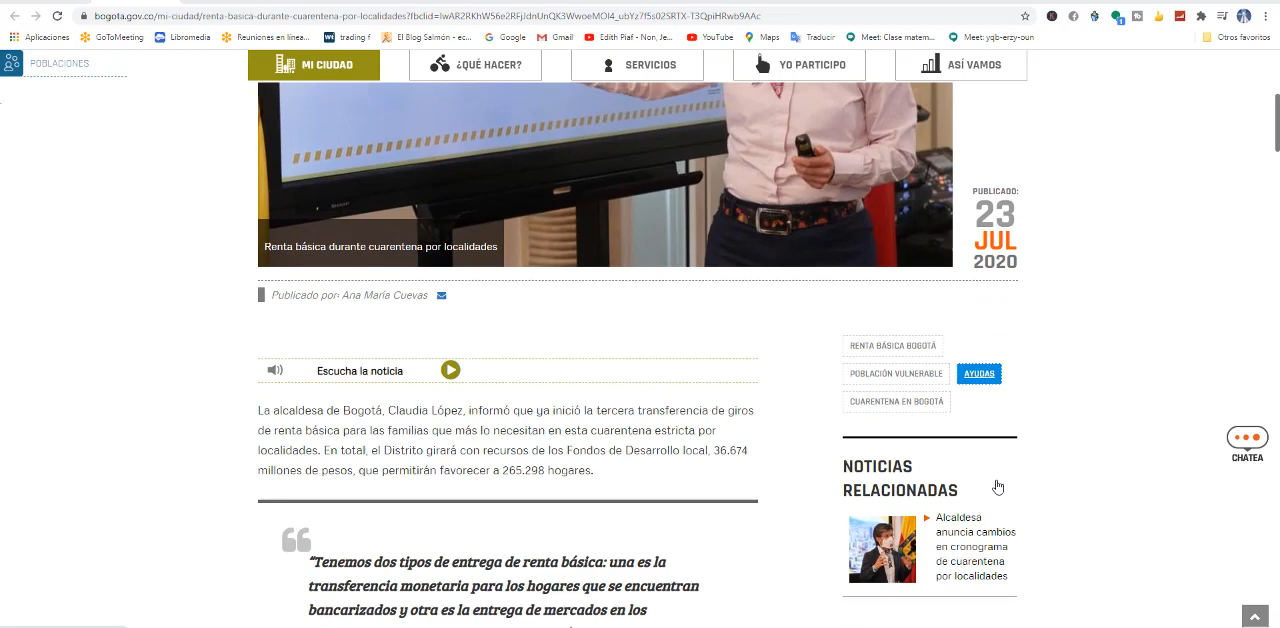 bogota.gov.co/mi-ciudad/renta-basica-durante-cuarentena-por-localidades?fbclid=IwAR2RKhW56e2RFjJdnUnQK3WwoeMOI4_ubYz7f5s02SRTX-T3QpiHRwb9AAc
Aplicaciones GoToMeeting Libromedia Reuniones en línea... trading f El Blog Salmón - ec... Google Gmail Edith Piaf - Non, Je... YouTube Maps Traducir Meet: Clase matem... Meet: yqb-erzy-oun Otros favoritos
POBLACIONES
MI CIUDAD ¿QUÉ HACER? SERVICIOS YO PARTICIPO ASÍ VAMOS
SHARP
Renta básica durante cuarentena por localidades
PUBLICADO:
23
JUL
2020
Publicado por: Ana María Cuevas
Escucha la noticia
La alcaldesa de Bogotá, Claudia López, informó que ya inició la tercera transferencia de giros
de renta básica para las familias que más lo necesitan en esta cuarentena estricta por
localidades. En total, el Distrito girará con recursos de los Fondos de Desarrollo local, 36.674
millones de pesos, que permitirán favorecer a 265.298 hogares.
“Tenemos dos tipos de entrega de renta básica: una es la
transferencia monetaria para los hogares que se encuentran
bancarizados y otra es la entrega de mercados en los
RENTA BÁSICA BOGOTÁ
POBLACIÓN VULNERABLE AYUDAS
CUARENTENA EN BOGOTÁ
NOTICIAS
RELACIONADAS
Alcaldesa
anuncia cambios
en cronograma
de cuarentena
por localidades
CHATEA